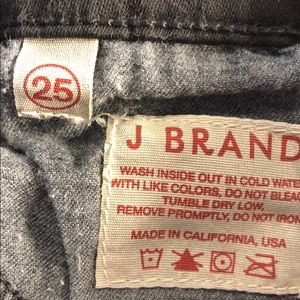 25
J BRAND
WASH INSIDE OUT IN COLD WATE
WITH LIKE COLORS, DO NOT BLEA
TUMBLE DRY LOW,
REMOVE PROMPTLY, DO NOT IRON
MADE IN CALIFORNIA, USA